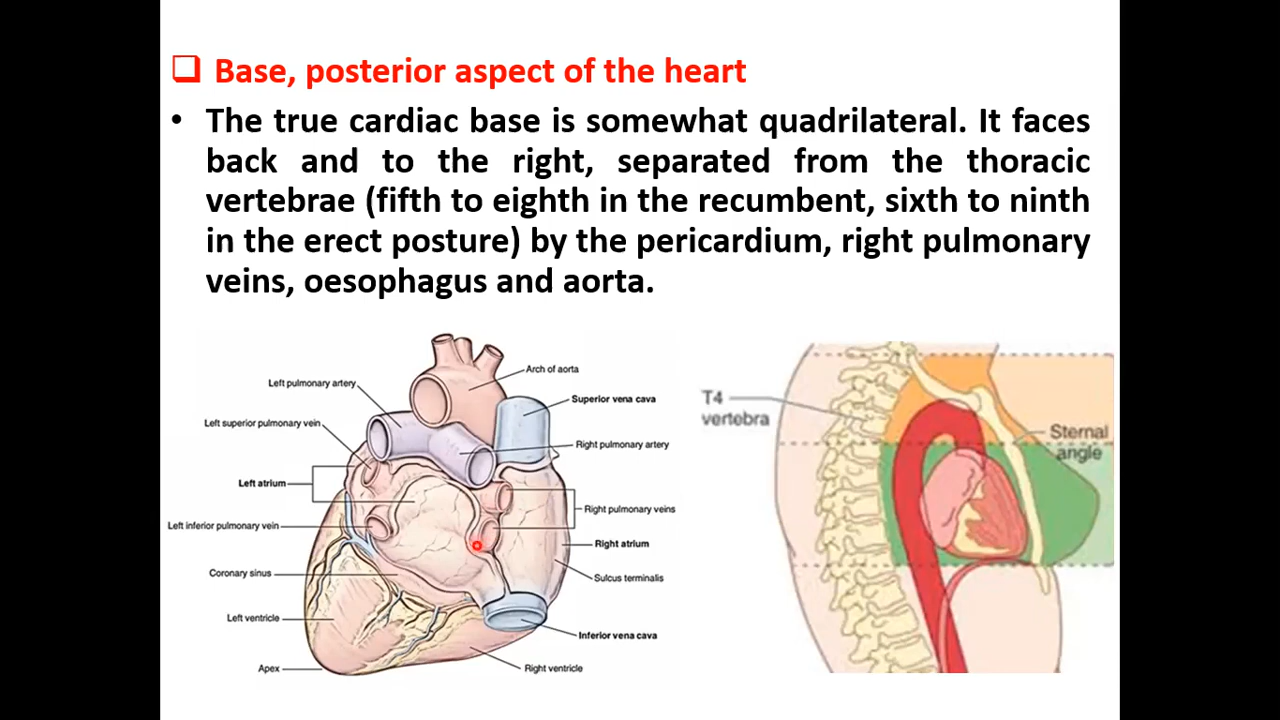 Base, posterior aspect of the heart
• The true cardiac base is somewhat quadrilateral. It faces
back and to the right, separated from the thoracic
vertebrae (fifth to eighth in the recumbent, sixth to ninth
in the erect posture) by the pericardium, right pulmonary
veins, oesophagus and aorta.
Arch of aorta
Left pulmonary artery
Superior vena cava
Left superior pulmonary vein
Right pulmonary artery
Left atrium
Right pulmonary veins
Left inferior pulmonary vein
Right atrium
Coronary sinus
Sulcus terminalis
Left ventricle
Inferior vena cava
Apex
Right ventricle
T4
vertebra
Sternal
angle